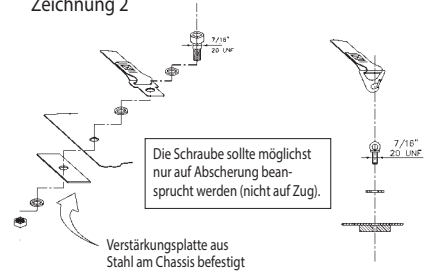 Zeichnung 2
7/16"
20 UNF
7/16"
20 UNF
Die Schraube sollte möglichst
nur auf Abscherung bean-
sprucht werden (nicht auf Zug).
Verstärkungsplatte aus
Stahl am Chassis befestigt